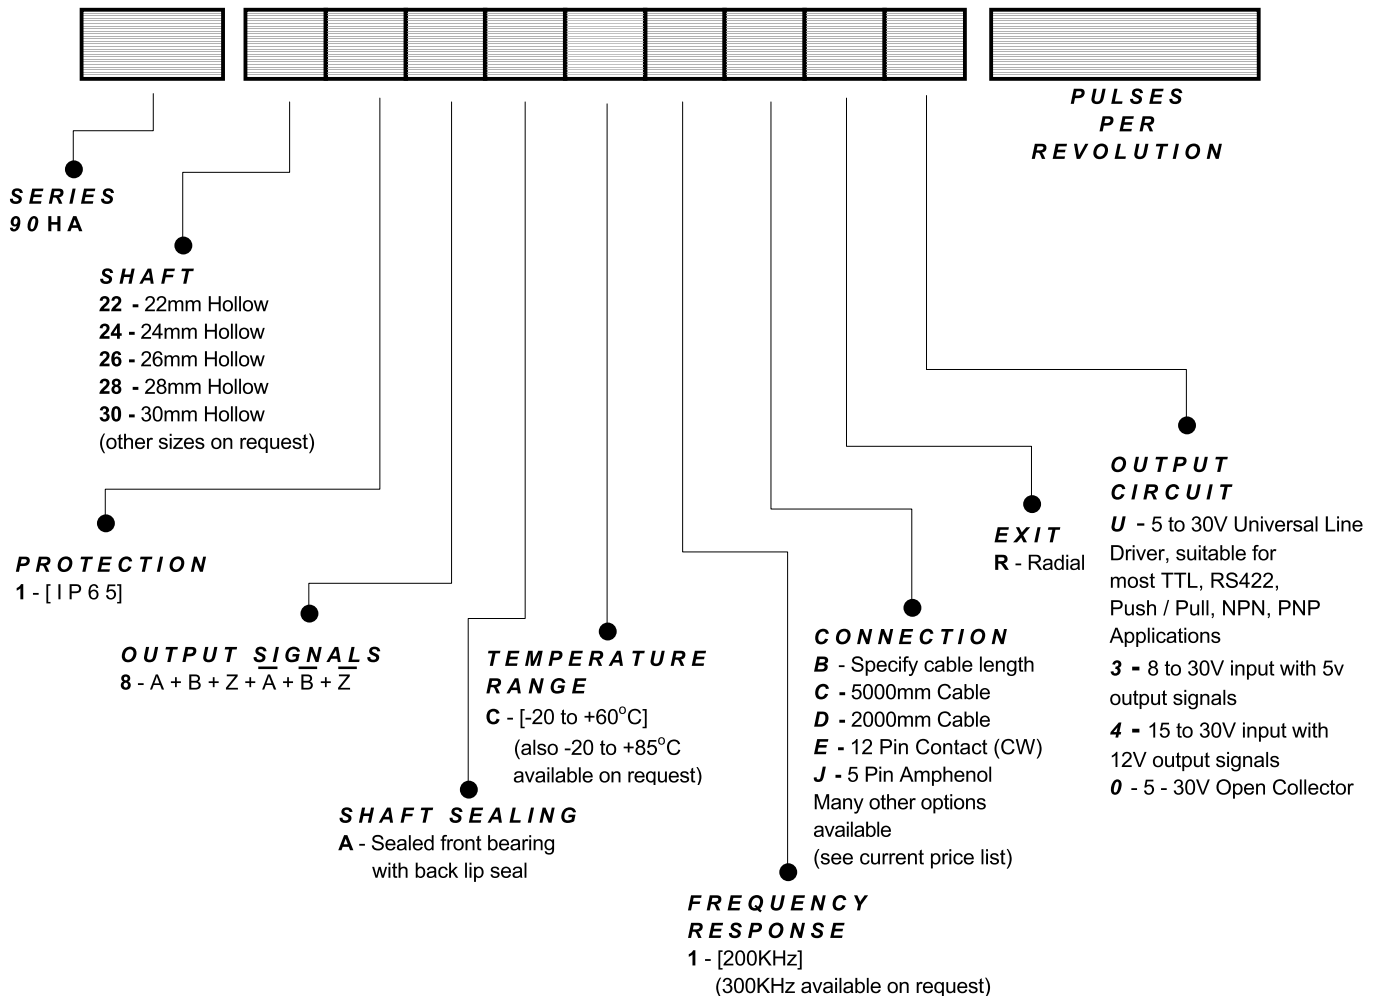 PULSES
PER
REVOLUTION
SERIES
90HA
SHAFT
22 - 22mm Hollow
24 - 24mm Hollow
26 - 26mm Hollow
28 - 28mm Hollow
30 - 30mm Hollow
(other sizes on request)
PROTECTION
1 - [IP65]
OUTPUT SIGNALS
8 - A + B + Z + A̅ + B̅ + Z̅
SHAFT SEALING
A - Sealed front bearing
with back lip seal
TEMPERATURE
RANGE
C - [-20 to +60°C]
(also -20 to +85°C
available on request)
FREQUENCY
RESPONSE
1 - [200KHz]
(300KHz available on request)
CONNECTION
B - Specify cable length
C - 5000mm Cable
D - 2000mm Cable
E - 12 Pin Contact (CW)
J - 5 Pin Amphenol
Many other options
available
(see current price list)
EXIT
R - Radial
OUTPUT
CIRCUIT
U - 5 to 30V Universal Line
Driver, suitable for
most TTL, RS422,
Push / Pull, NPN, PNP
Applications
3 - 8 to 30V input with 5v
output signals
4 - 15 to 30V input with
12V output signals
0 - 5 - 30V Open Collector